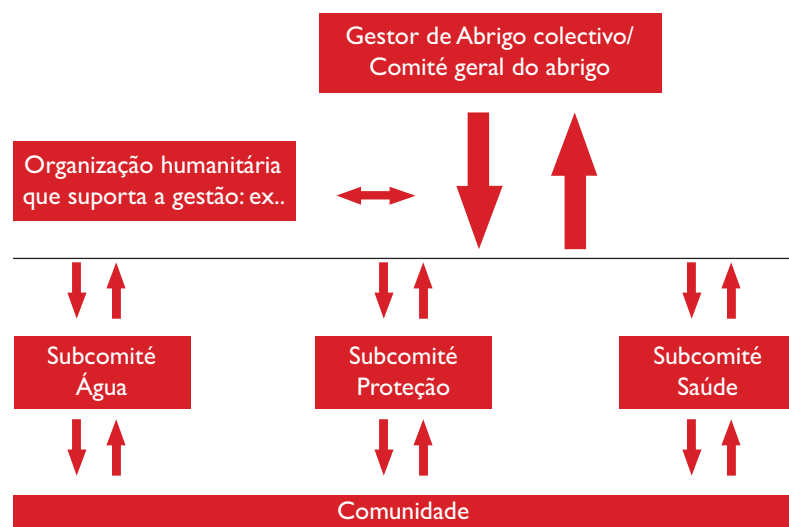 Gestor de Abrigo colectivo/
Comité geral do abrigo
Organização humanitária
que suporta a gestão: ex..
Subcomité
Água
Subcomité
Proteção
Subcomité
Saúde
Comunidade